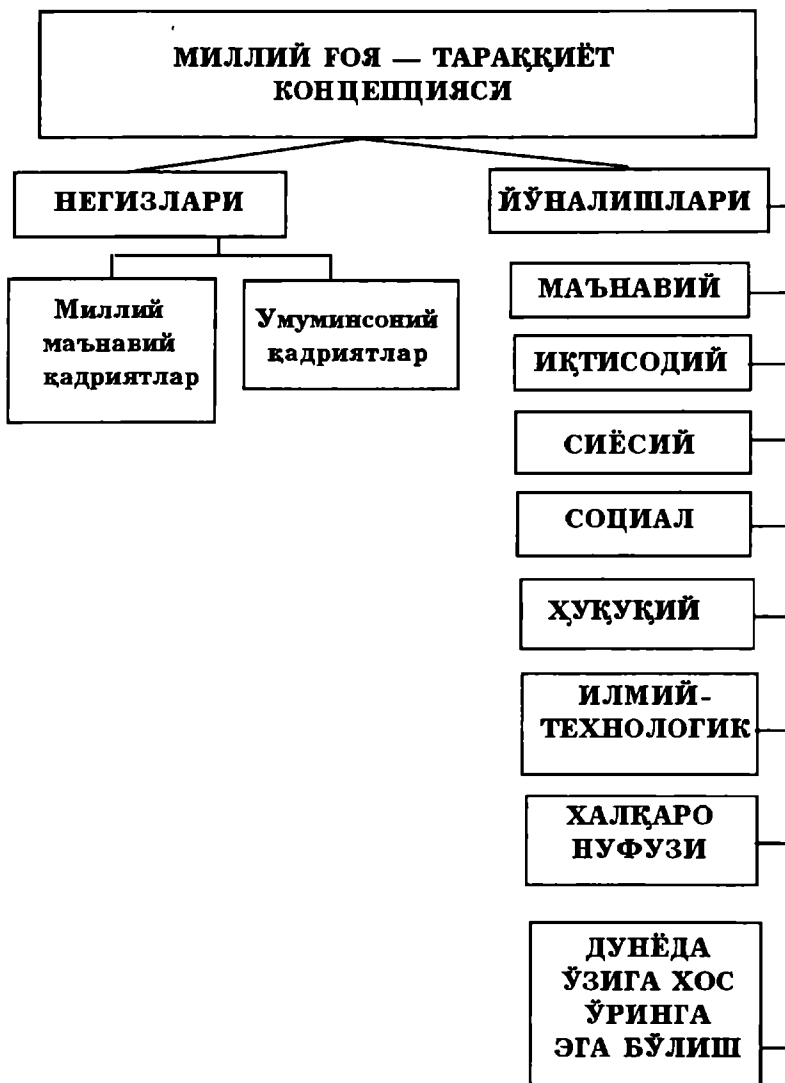 МИЛЛИЙ ҒОЯ — ТАРАҚҚИЁТ
КОНЦЕПЦИЯСИ
НЕГИЗЛАРИ
ЙЎНАЛИШЛАРИ
Миллий
маънавий
қадриятлар
Умуминсоний
қадриятлар
МАЪНАВИЙ
ИҚТИСОДИЙ
СИЁСИЙ
СОЦИАЛ
ҲУҚУҚИЙ
ИЛМИЙ-
ТЕХНОЛОГИК
ХАЛҚАРО
НУФУЗИ
ДУНЁДА
ЎЗИГА ХОС
ЎРИНГА
ЭГА БЎЛИШ